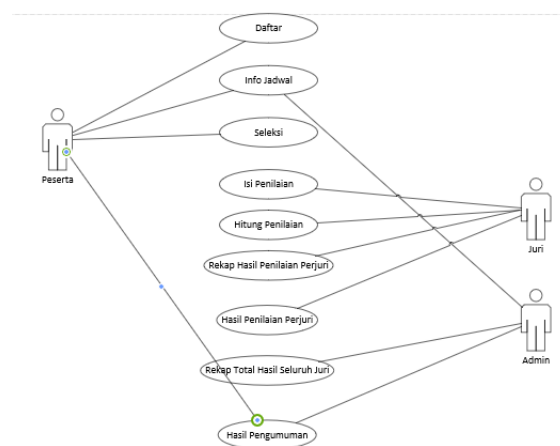 Daftar
Info Jadwal
Seleksi
Peserta
Isi Penilaian
Hitung Penilaian
Juri
Rekap Hasil Penilaian Perjuri
Hasil Penilaian Perjuri
Admin
Rekap Total Hasil Seluruh Juri
Hasil Pengumuman